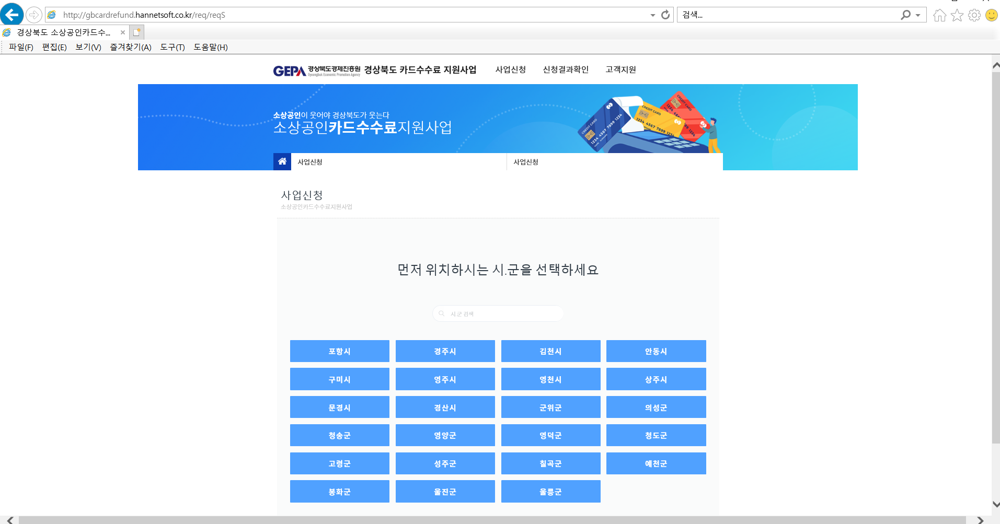 http://gbcardrefund.hannetsoft.co.kr/req/reqS
검색...
경상북도 소상공인카드수...
파일(F) 편집(E) 보기(V) 즐겨찾기(A) 도구(T) 도움말(H)
GEPA 경상북도경제진흥원 Gyeongbuk Economic Promotion Agency 경상북도 카드수수료 지원사업 사업신청 신청결과확인 고객지원
소상공인이 웃어야 경상북도가 웃는다
소상공인카드수수료지원사업
CREDIT CARD 1234 4567 7899 1234
CREDIT CARD 1234 4567 7899 1234
CREDIT CARD
사업신청 사업신청
사업신청
소상공인카드수수료지원사업
먼저 위치하시는 시.군을 선택하세요
시.군 검색
포항시 경주시 김천시 안동시
구미시 영주시 영천시 상주시
문경시 경산시 군위군 의성군
청송군 영양군 영덕군 청도군
고령군 성주군 칠곡군 예천군
봉화군 울진군 울릉군